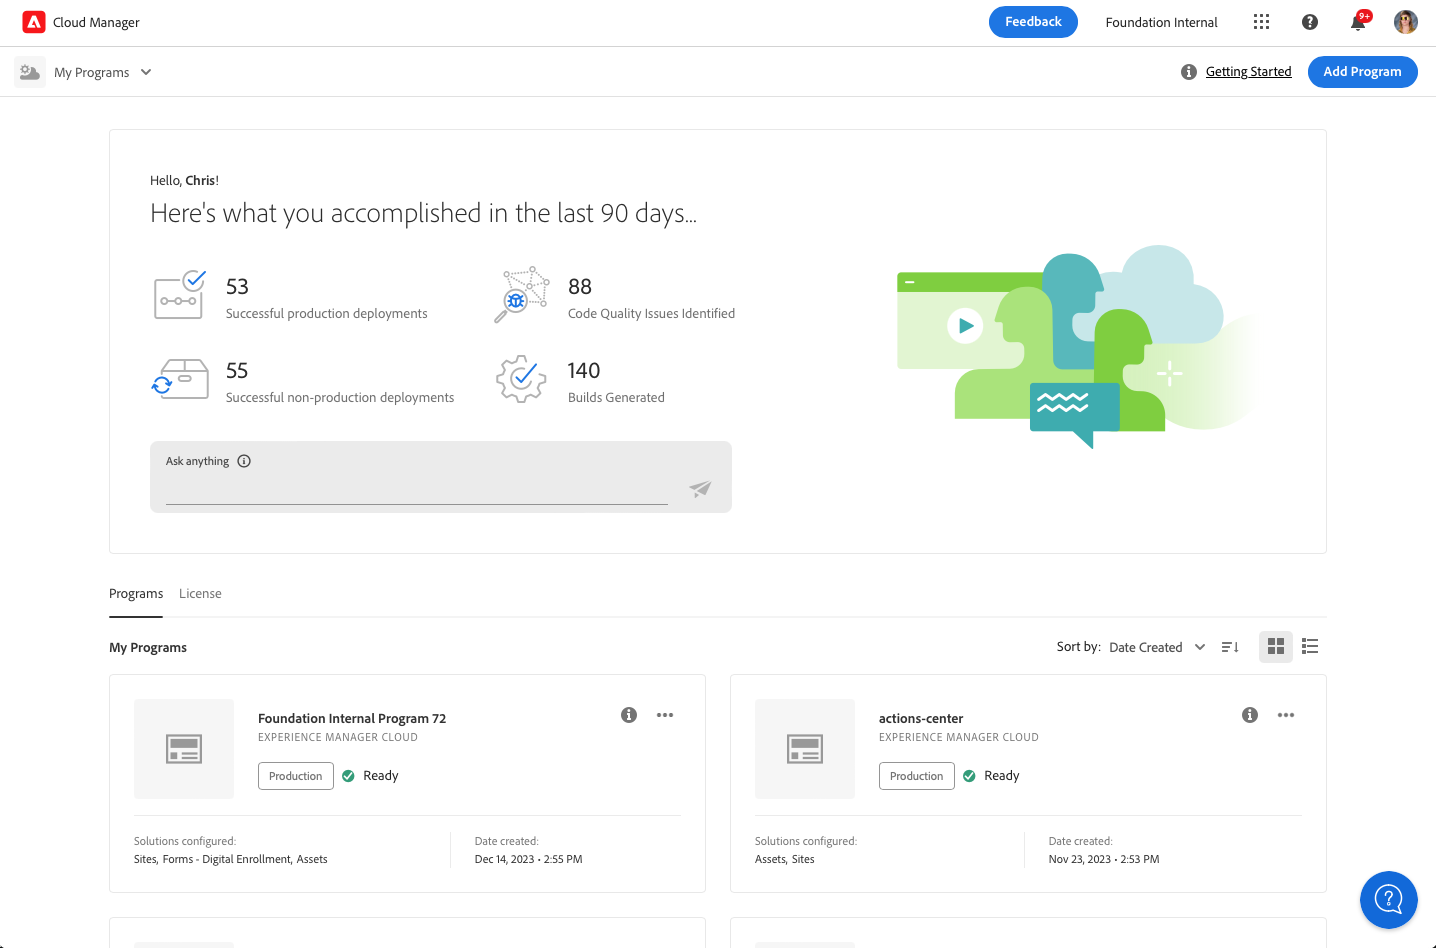 Cloud Manager
Feedback
Foundation Internal
9+
My Programs
Getting Started
Add Program
Hello, Chris!
Here's what you accomplished in the last 90 days...
53
Successful production deployments
88
Code Quality Issues Identified
55
Successful non-production deployments
140
Builds Generated
Ask anything
Programs
License
My Programs
Sort by: Date Created
Foundation Internal Program 72
EXPERIENCE MANAGER CLOUD
Production
Ready
Solutions configured:
Sites, Forms - Digital Enrollment, Assets
Date created:
Dec 14, 2023 • 2:55 PM
actions-center
EXPERIENCE MANAGER CLOUD
Production
Ready
Solutions configured:
Assets, Sites
Date created:
Nov 23, 2023 • 2:53 PM